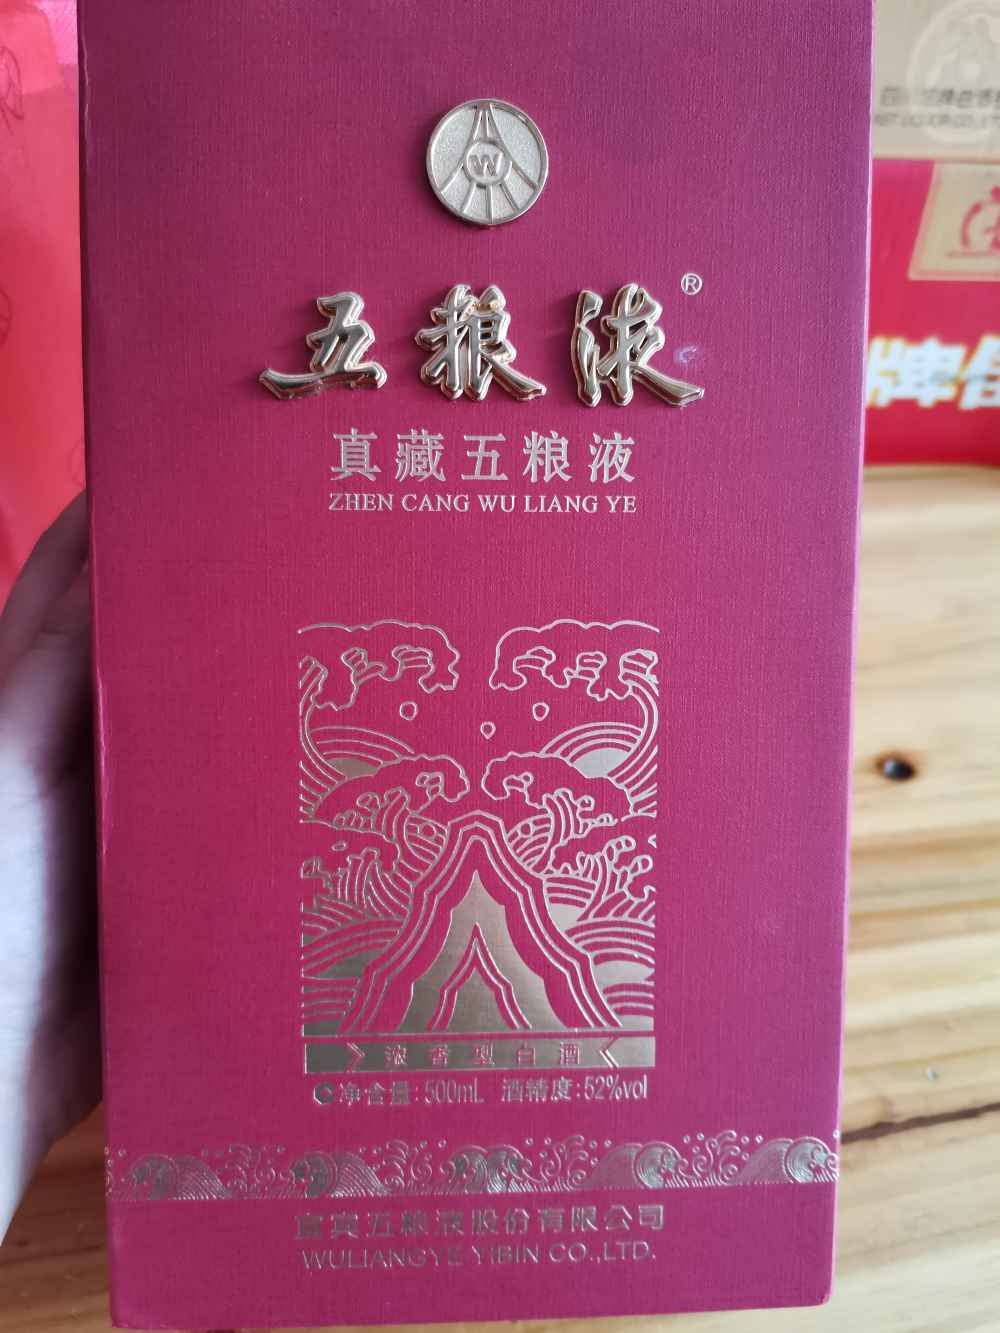 W
五粮液®
真藏五粮液
ZHEN CANG WU LIANG YE
浓香型白酒
净含量:500mL 酒精度:52%vol
宜宾五粮液股份有限公司
WULIANGYE YIBIN CO.,LTD.
牌